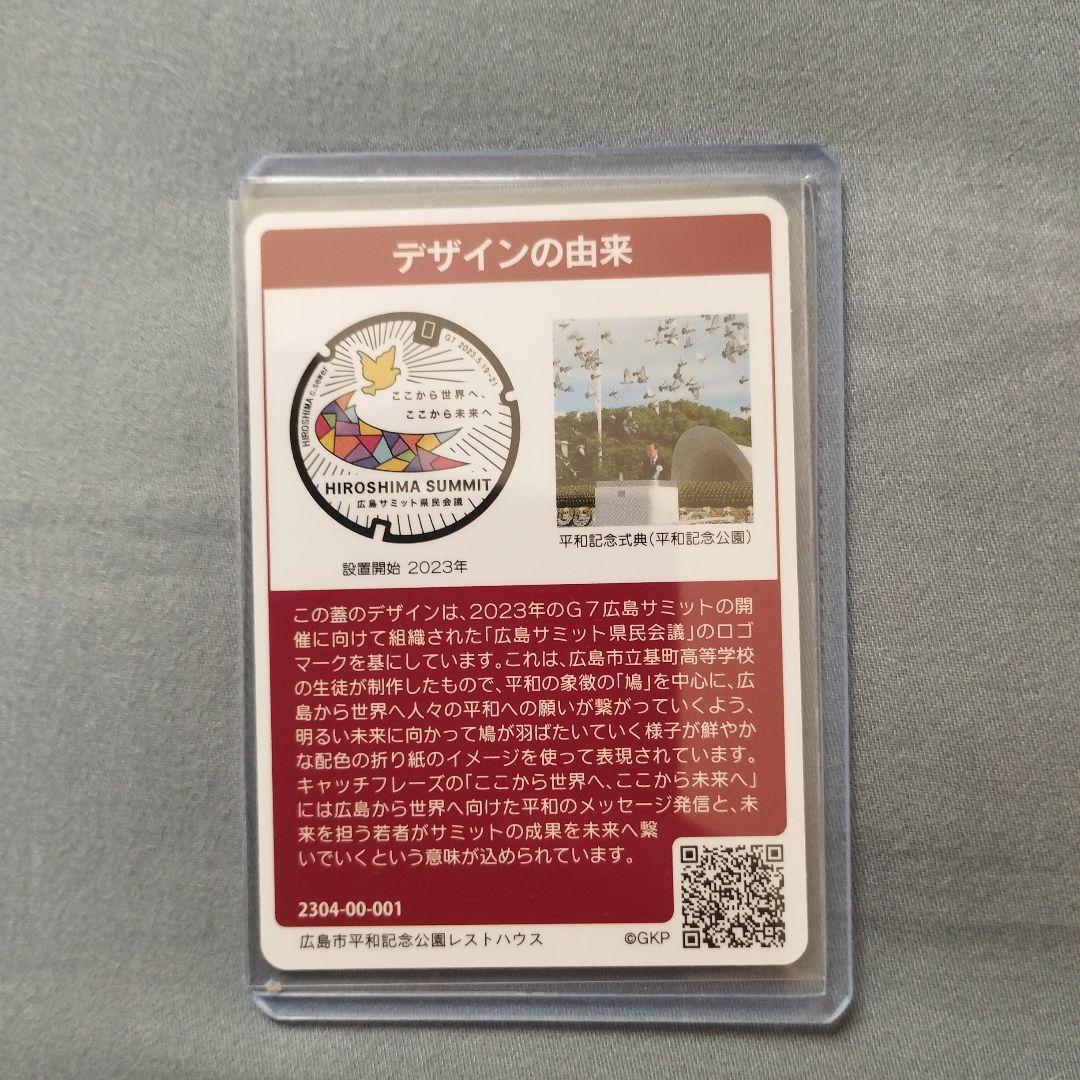 デザインの由来
G7 2023.5.19-21
HIROSHIMA c.sewer
ここから世界へ、
ここから未来へ
HIROSHIMA SUMMIT
広島サミット県民会議
平和記念式典(平和記念公園)
設置開始 2023年
この蓋のデザインは、2023年のG7広島サミットの開
催に向けて組織された「広島サミット県民会議」のロゴ
マークを基にしています。これは、広島市立基町高等学校
の生徒が制作したもので、平和の象徴の「鳩」を中心に、広
島から世界へ人々の平和への願いが繋がっていくよう、
明るい未来に向かって鳩が羽ばたいていく様子が鮮やか
な配色の折り紙のイメージを使って表現されています。
キャッチフレーズの「ここから世界へ、ここから未来へ」
には広島から世界へ向けた平和のメッセージ発信と、未
来を担う若者がサミットの成果を未来へ繋
いでいくという意味が込められています。
2304-00-001
広島市平和記念公園レストハウス
©GKP